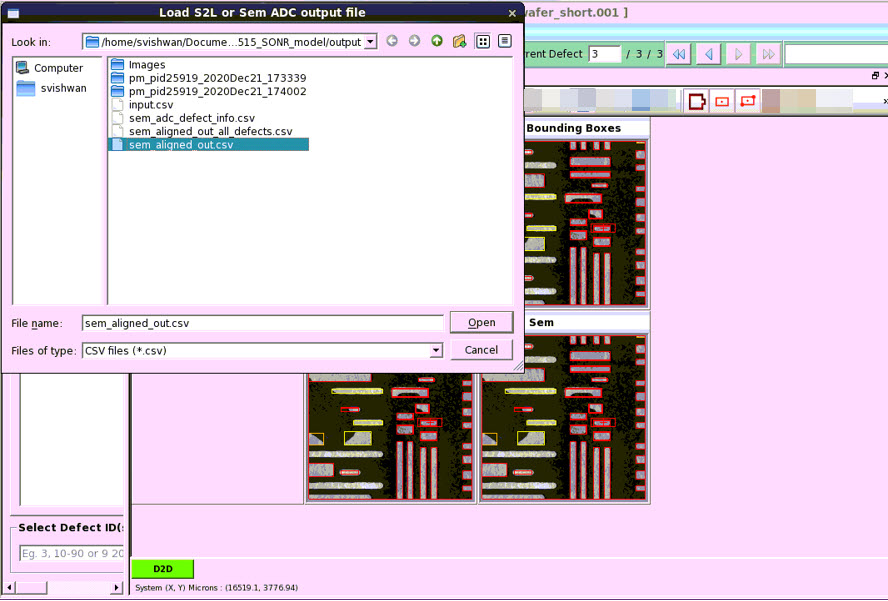 Load S2L or Sem ADC output file
wafer_short.001 ]
Look in:
/home/svishwan/Docume...515_SONR_model/output
Computer
svishwan
Images
pm_pid25919_2020Dec21_173339
pm_pid25919_2020Dec21_174002
input.csv
sem_adc_defect_info.csv
sem_aligned_out_all_defects.csv
sem_aligned_out.csv
File name:
sem_aligned_out.csv
Open
Files of type:
CSV files (*.csv)
Cancel
Defect
3
/ 3 / 3
Bounding Boxes
Sem
Select Defect ID(
Eg. 3, 10-90 or 9 20
D2D
System (X, Y) Microns : (16519.1, 3776.94)